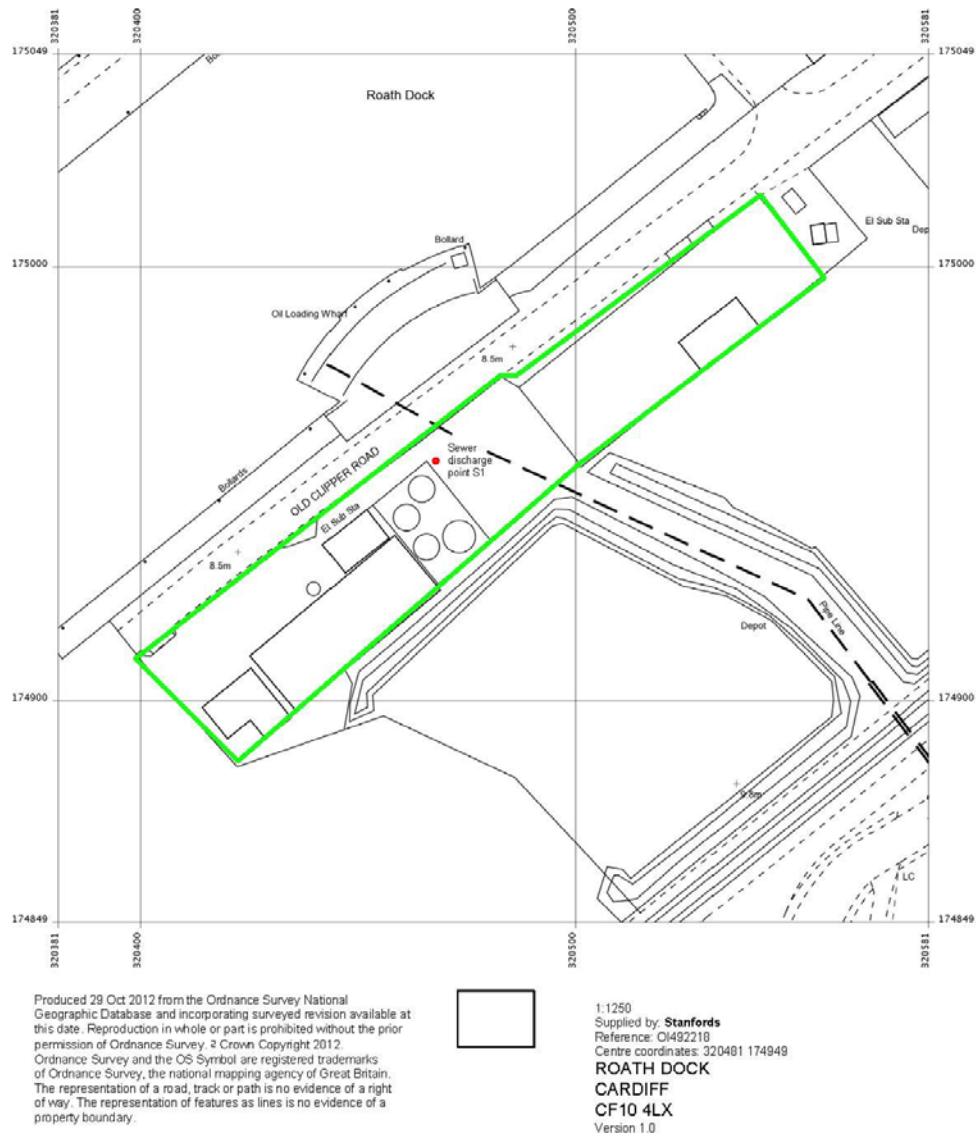 320381
320400
320500
320581
175049
175049
Roath Dock
El Sub Sta
Bollard
175000
175000
Oil Loading Wharf
8.5m
Sewer
discharge
point S1
Bollards
OLD CLIPPER ROAD
El Sub Sta
8.5m
Depot
Pipe Line
174900
174900
9.8m
LC
174849
174849
320381
320400
320500
320581
Produced 29 Oct 2012 from the Ordnance Survey National
Geographic Database and incorporating surveyed revision available at
this date. Reproduction in whole or part is prohibited without the prior
permission of Ordnance Survey. ² Crown Copyright 2012.
Ordnance Survey and the OS Symbol are registered trademarks
of Ordnance Survey, the national mapping agency of Great Britain.
The representation of a road, track or path is no evidence of a right
of way. The representation of features as lines is no evidence of a
property boundary.
1:1250
Supplied by: Stanfords
Reference: OI492218
Centre coordinates: 320481 174949
ROATH DOCK
CARDIFF
CF10 4LX
Version 1.0